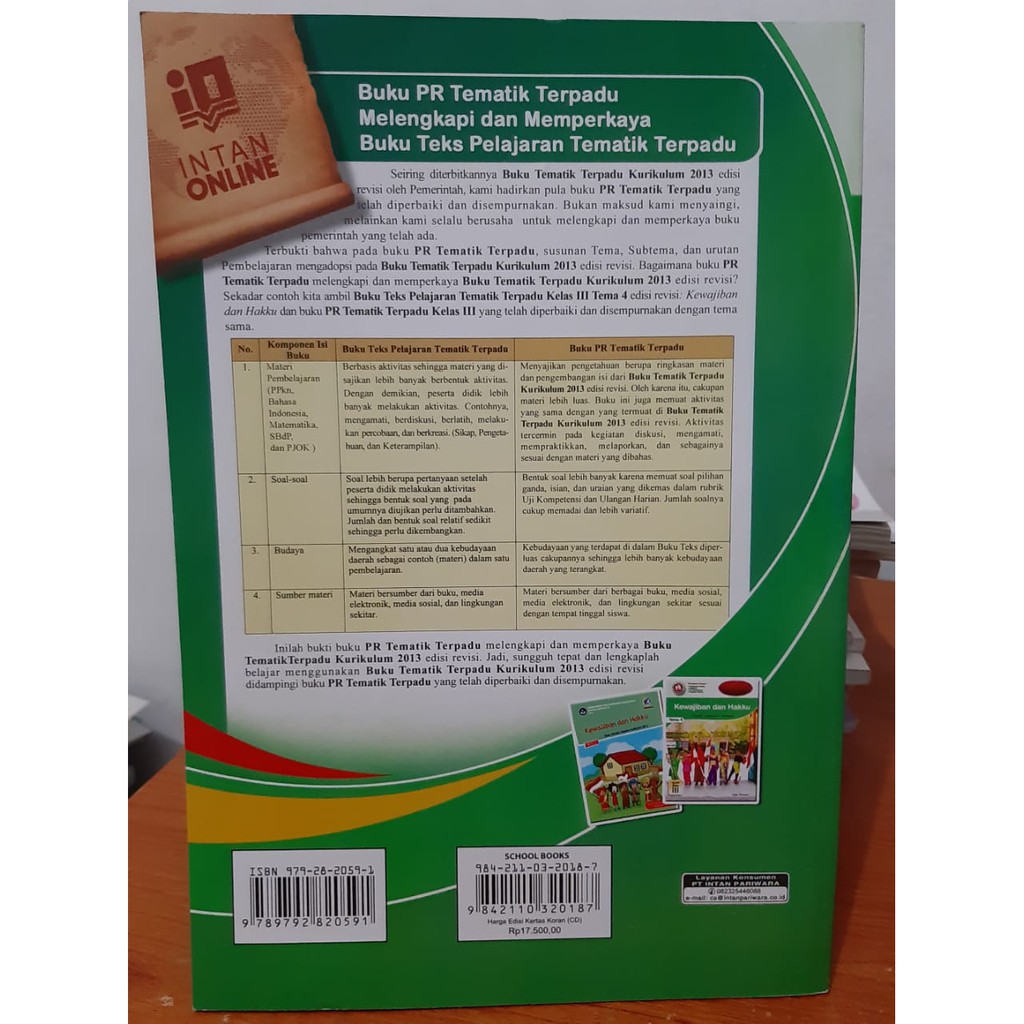 INTAN
ONLINE
Buku PR Tematik Terpadu
Melengkapi dan Memperkaya
Buku Teks Pelajaran Tematik Terpadu
Seiring diterbitkannya Buku Tematik Terpadu Kurikulum 2013 edisi
revisi oleh Pemerintah, kami hadirkan pula buku PR Tematik Terpadu yang
telah diperbaiki dan disempurnakan. Bukan maksud kami menyaingi,
melainkan kami selalu berusaha untuk melengkapi dan memperkaya buku
pemerintah yang telah ada.
Terbukti bahwa pada buku PR Tematik Terpadu, susunan Tema, Subtema, dan urutan
Pembelajaran mengadopsi pada Buku Tematik Terpadu Kurikulum 2013 edisi revisi. Bagaimana buku PR
Tematik Terpadu melengkapi dan memperkaya Buku Tematik Terpadu Kurikulum 2013 edisi revisi?
Sekadar contoh kita ambil Buku Teks Pelajaran Tematik Terpadu Kelas III Tema 4 edisi revisi: Kewajiban
dan Hakku dan buku PR Tematik Terpadu Kelas III yang telah diperbaiki dan disempurnakan dengan tema
sama.
No.
Komponen Isi
Buku
Buku Teks Pelajaran Tematik Terpadu
Buku PR Tematik Terpadu
1.
Materi
Pembelajaran
(PPkn,
Bahasa
Indonesia,
Matematika,
SBdP,
dan PJOK )
Berbasis aktivitas sehingga materi yang di-
sajikan lebih banyak berbentuk aktivitas.
Dengan demikian, peserta didik lebih
banyak melakukan aktivitas. Contohnya,
mengamati, berdiskusi, berlatih, melaku-
kan percobaan, dan berkreasi. (Sikap, Pengeta-
huan, dan Keterampilan).
Menyajikan pengetahuan berupa ringkasan materi
dan pengembangan isi dari Buku Tematik Terpadu
Kurikulum 2013 edisi revisi. Oleh karena itu, cakupan
materi lebih luas. Buku ini juga memuat aktivitas
yang sama dengan yang termuat di Buku Tematik
Terpadu Kurikulum 2013 edisi revisi. Aktivitas
tercermin pada kegiatan diskusi, mengamati,
mempraktikkan, melaporkan, dan sebagainya
sesuai dengan materi yang dibahas.
2.
Soal-soal
Soal lebih berupa pertanyaan setelah
peserta didik melakukan aktivitas
sehingga bentuk soal yang pada
umumnya diujikan perlu ditambahkan.
Jumlah dan bentuk soal relatif sedikit
sehingga perlu dikembangkan.
Bentuk soal lebih banyak karena memuat soal pilihan
ganda, isian, dan uraian yang dikemas dalam rubrik
Uji Kompetensi dan Ulangan Harian. Jumlah soalnya
cukup memadai dan lebih variatif.
3.
Budaya
Mengangkat satu atau dua kebudayaan
daerah sebagai contoh (materi) dalam satu
pembelajaran.
Kebudayaan yang terdapat di dalam Buku Teks diper-
luas cakupannya sehingga lebih banyak kebudayaan
daerah yang terangkat.
4.
Sumber materi
Materi bersumber dari buku, media
elektronik, media sosial, dan lingkungan
sekitar.
Materi bersumber dari berbagai buku, media sosial,
media elektronik, dan lingkungan sekitar sesuai
dengan tempat tinggal siswa.
Inilah bukti buku PR Tematik Terpadu melengkapi dan memperkaya Buku
TematikTerpadu Kurikulum 2013 edisi revisi. Jadi, sungguh tepat dan lengkaplah
belajar menggunakan Buku Tematik Terpadu Kurikulum 2013 edisi revisi
didampingi buku PR Tematik Terpadu yang telah diperbaiki dan disempurnakan.
Kewajiban dan Hakku
Kewajiban dan Hakku
ISBN 979-28-2059-1
9 789792 820591
SCHOOL BOOKS
984-211-03-2018-7
9 842110 320187
Harga Edisi Kertas Koran (CD)
Rp17.500,00
Layanan Konsumen
PT INTAN PARIWARA
082325446088
e-mail: cs@intanpariwara.co.id